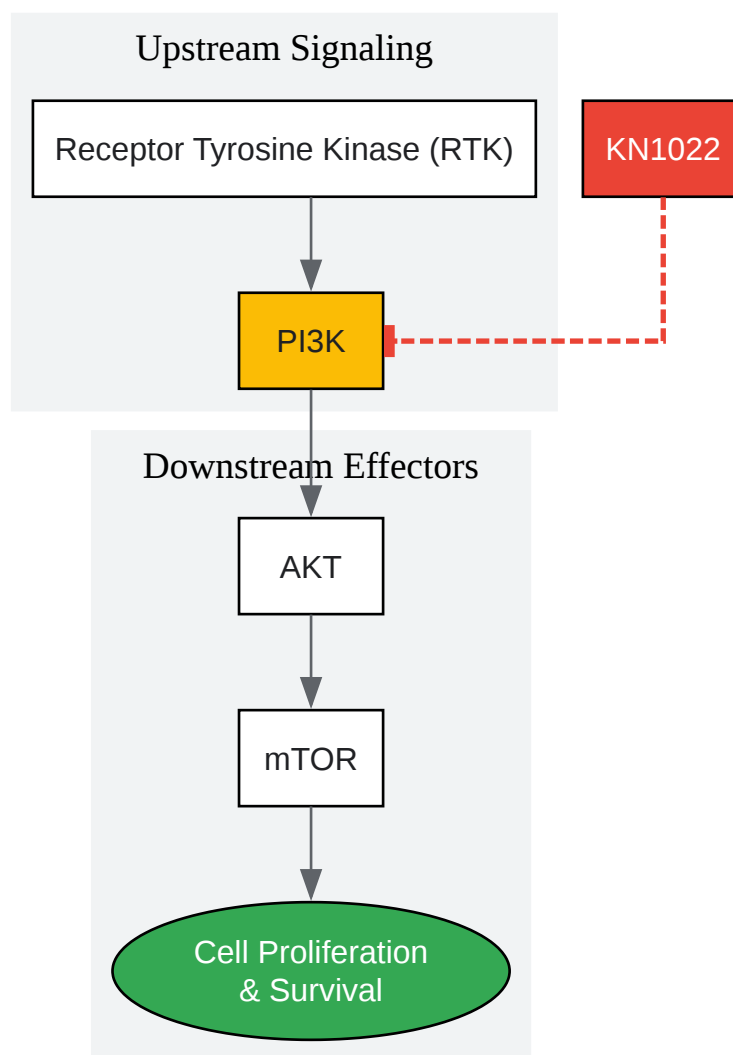 Upstream Signaling
Receptor Tyrosine Kinase (RTK)
KN1022
PI3K
Downstream Effectors
AKT
mTOR
Cell Proliferation
& Survival